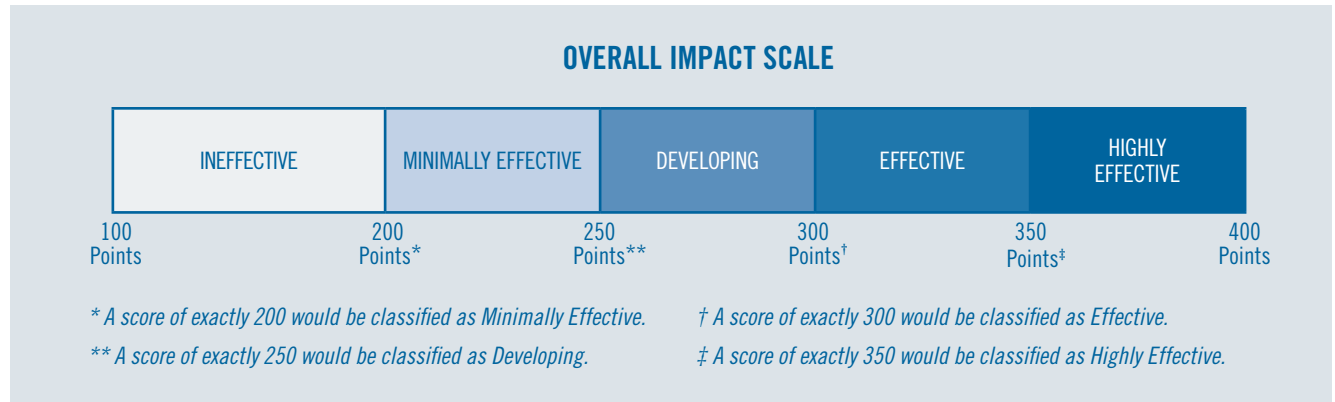 OVERALL IMPACT SCALE
INEFFECTIVE
MINIMALLY EFFECTIVE
DEVELOPING
EFFECTIVE
HIGHLY
EFFECTIVE
100
Points
200
Points*
250
Points**
300
Points†
350
Points‡
400
Points
* A score of exactly 200 would be classified as Minimally Effective.
** A score of exactly 250 would be classified as Developing.
† A score of exactly 300 would be classified as Effective.
‡ A score of exactly 350 would be classified as Highly Effective.